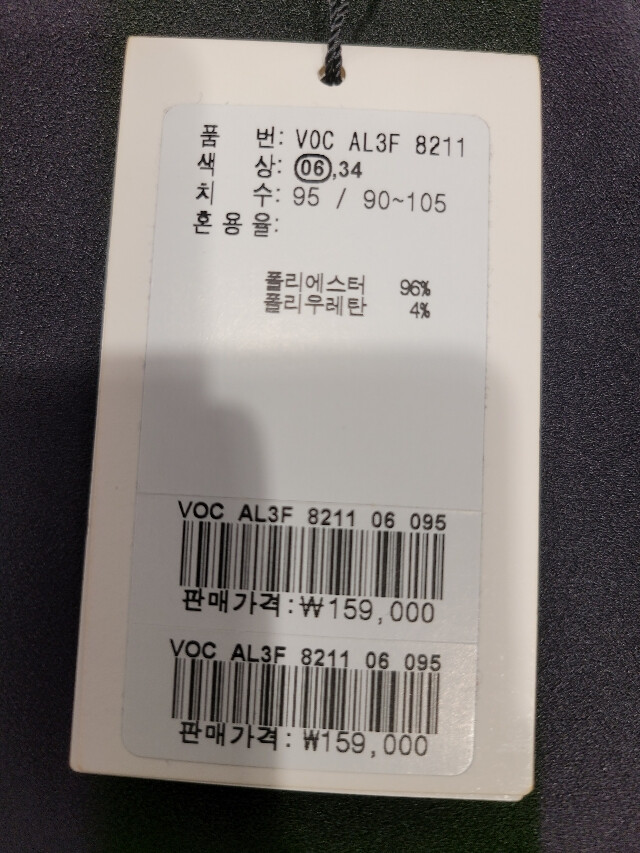 품 번: VOC AL3F 8211
색 상: 06,34
치 수: 95 / 90~105
혼용율:
폴리에스터 96%
폴리우레탄 4%
VOC AL3F 8211 06 095
판매가격:₩159,000
VOC AL3F 8211 06 095
판매가격:₩159,000